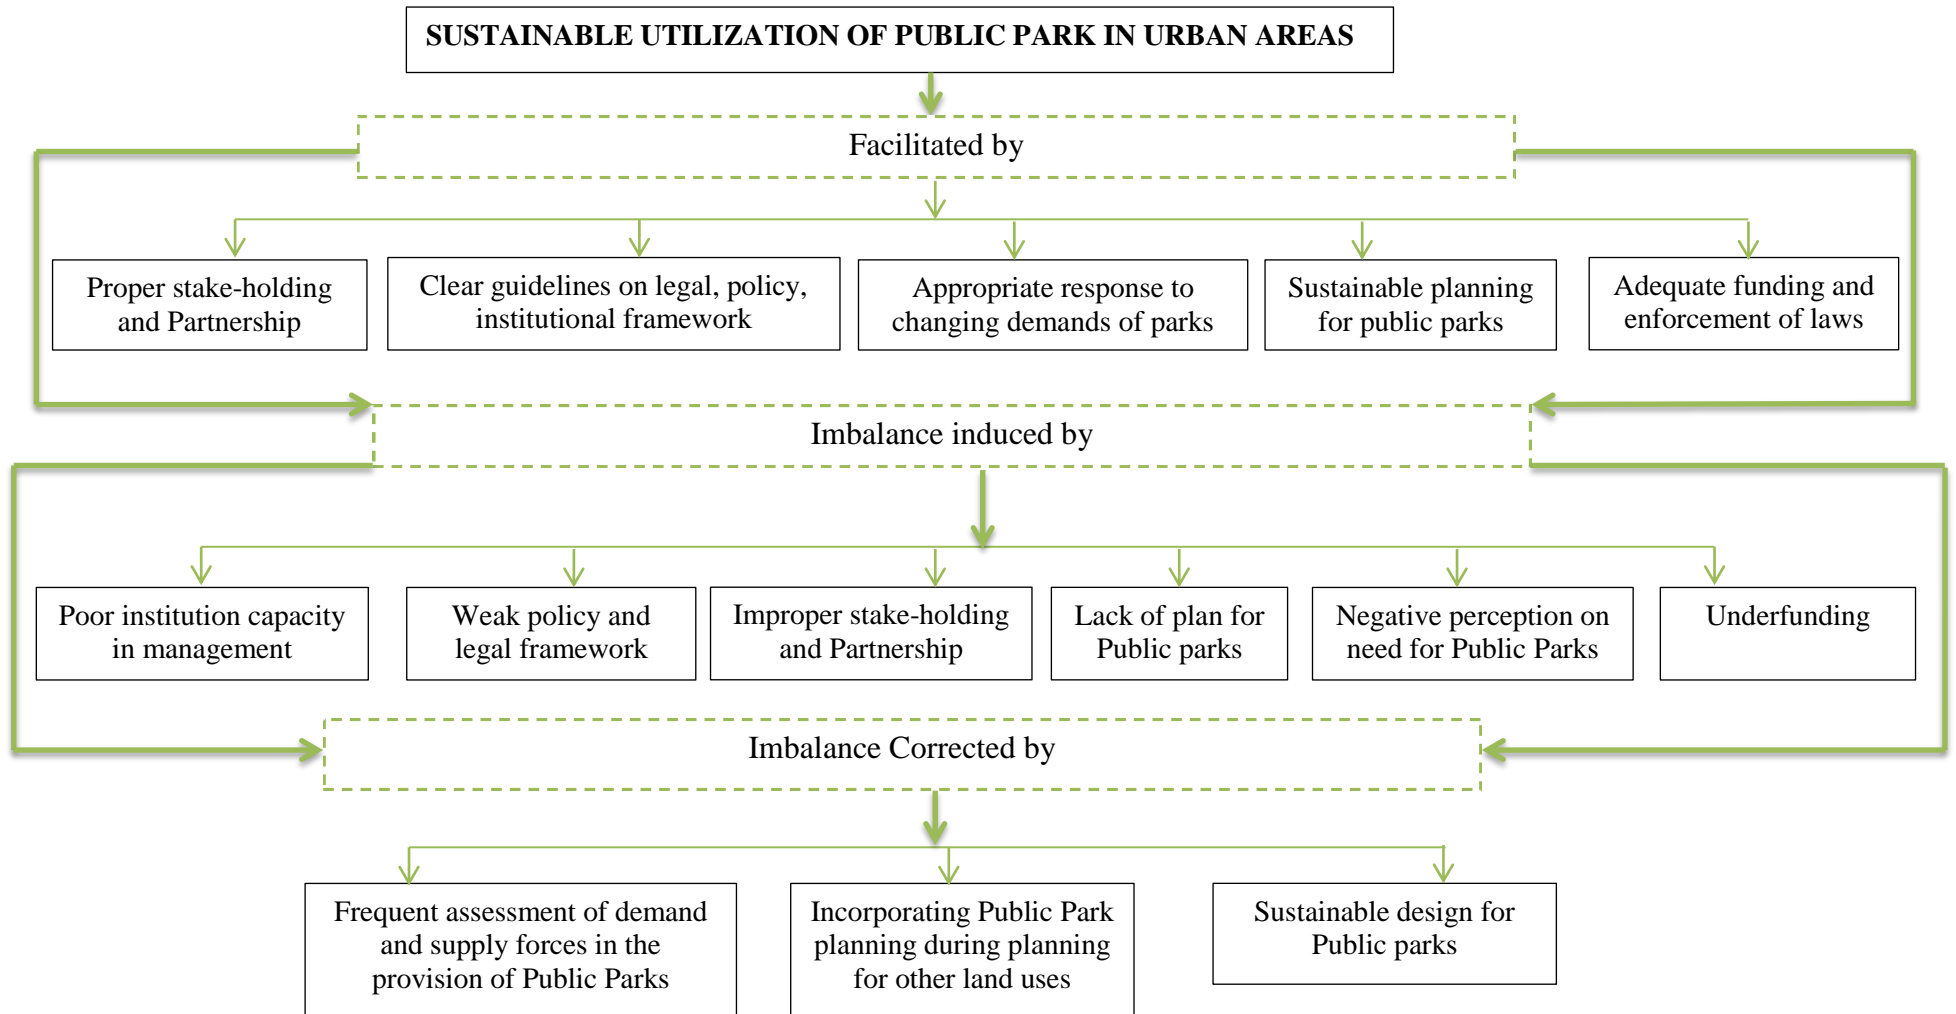 SUSTAINABLE UTILIZATION OF PUBLIC PARK IN URBAN AREAS
Facilitated by
Proper stake-holding
and Partnership
Clear guidelines on legal, policy,
institutional framework
Appropriate response to
changing demands of parks
Sustainable planning
for public parks
Adequate funding and
enforcement of laws
Imbalance induced by
Poor institution capacity
in management
Weak policy and
legal framework
Improper stake-holding
and Partnership
Lack of plan for
Public parks
Negative perception on
need for Public Parks
Underfunding
Imbalance Corrected by
Frequent assessment of demand
and supply forces in the
provision of Public Parks
Incorporating Public Park
planning during planning
for other land uses
Sustainable design for
Public parks